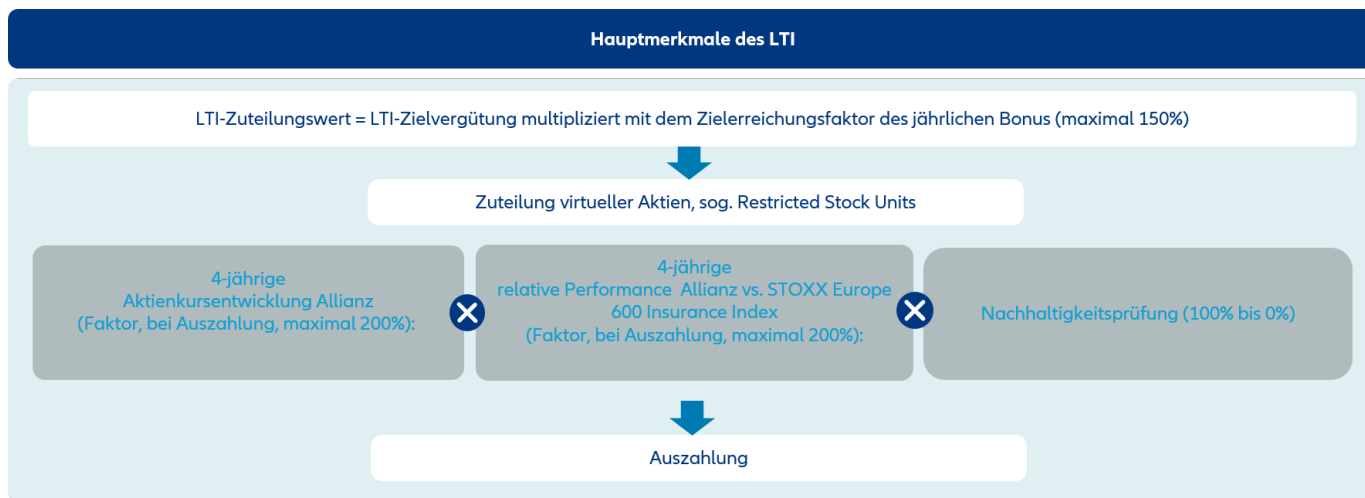 Hauptmerkmale des LTI
LTI-Zuteilungswert = LTI-Zielvergütung multipliziert mit dem Zielerreichungsfaktor des jährlichen Bonus (maximal 150%)
Zuteilung virtueller Aktien, sog. Restricted Stock Units
4-jährige
Aktienkursentwicklung Allianz
(Faktor, bei Auszahlung, maximal 200%):
4-jährige
relative Performance Allianz vs. STOXX Europe
600 Insurance Index
(Faktor, bei Auszahlung, maximal 200%):
Nachhaltigkeitsprüfung (100% bis 0%)
Auszahlung